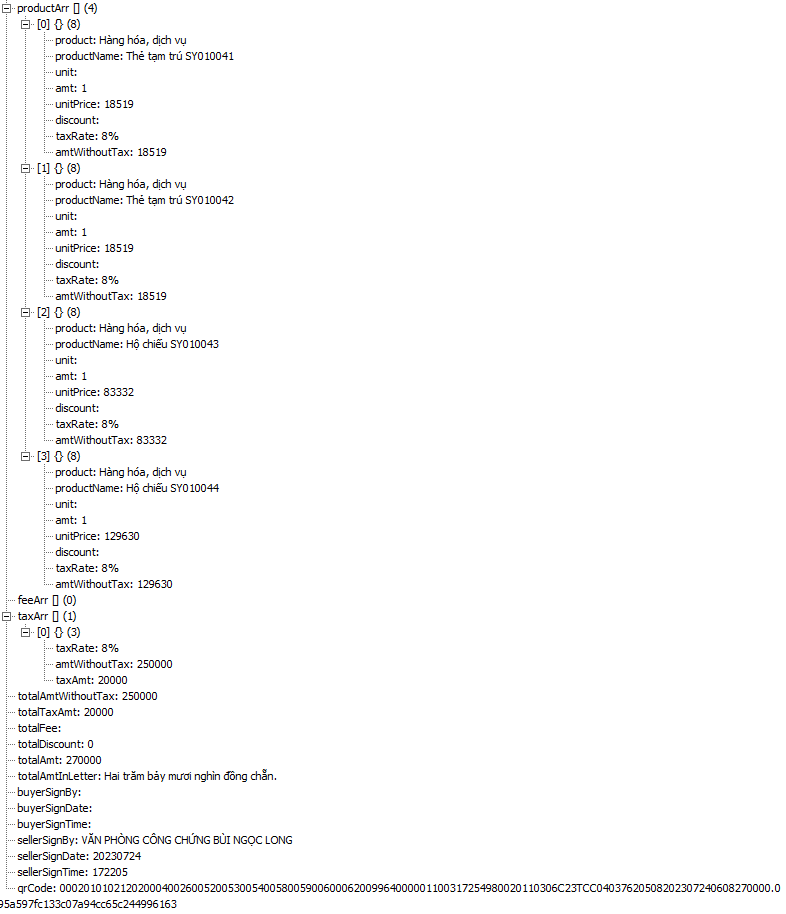 productArr [] (4)
[0] {} (8)
product: Hàng hóa, dịch vụ
productName: Thẻ tạm trú SY010041
unit:
amt: 1
unitPrice: 18519
discount:
taxRate: 8%
amtWithoutTax: 18519
[1] {} (8)
product: Hàng hóa, dịch vụ
productName: Thẻ tạm trú SY010042
unit:
amt: 1
unitPrice: 18519
discount:
taxRate: 8%
amtWithoutTax: 18519
[2] {} (8)
product: Hàng hóa, dịch vụ
productName: Hộ chiếu SY010043
unit:
amt: 1
unitPrice: 83332
discount:
taxRate: 8%
amtWithoutTax: 83332
[3] {} (8)
product: Hàng hóa, dịch vụ
productName: Hộ chiếu SY010044
unit:
amt: 1
unitPrice: 129630
discount:
taxRate: 8%
amtWithoutTax: 129630
feeArr [] (0)
taxArr [] (1)
[0] {} (3)
taxRate: 8%
amtWithoutTax: 250000
taxAmt: 20000
totalAmtWithoutTax: 250000
totalTaxAmt: 20000
totalFee:
totalDiscount: 0
totalAmt: 270000
totalAmtInLetter: Hai trăm bảy mươi nghìn đồng chẵn.
buyerSignBy:
buyerSignDate:
buyerSignTime:
sellerSignBy: VĂN PHÒNG CÔNG CHỨNG BÙI NGỌC LONG
sellerSignDate: 20230724
sellerSignTime: 172205
qrCode: 00020101021202000400260052005300540058005900600062009964000001100317254980020110306C23TCC0403762050820230724060827000​0.0
95a597fc133c07a94cc65c244996163